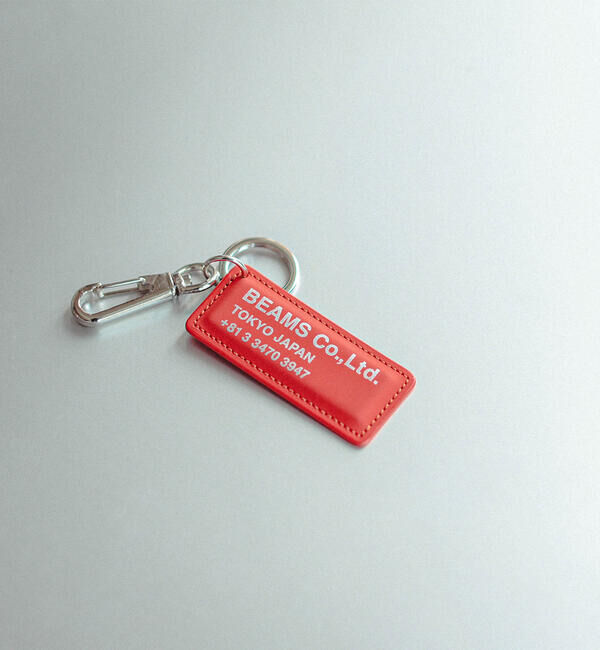 BEAMS Co.,Ltd.
TOKYO JAPAN
+81 3 3470 3947